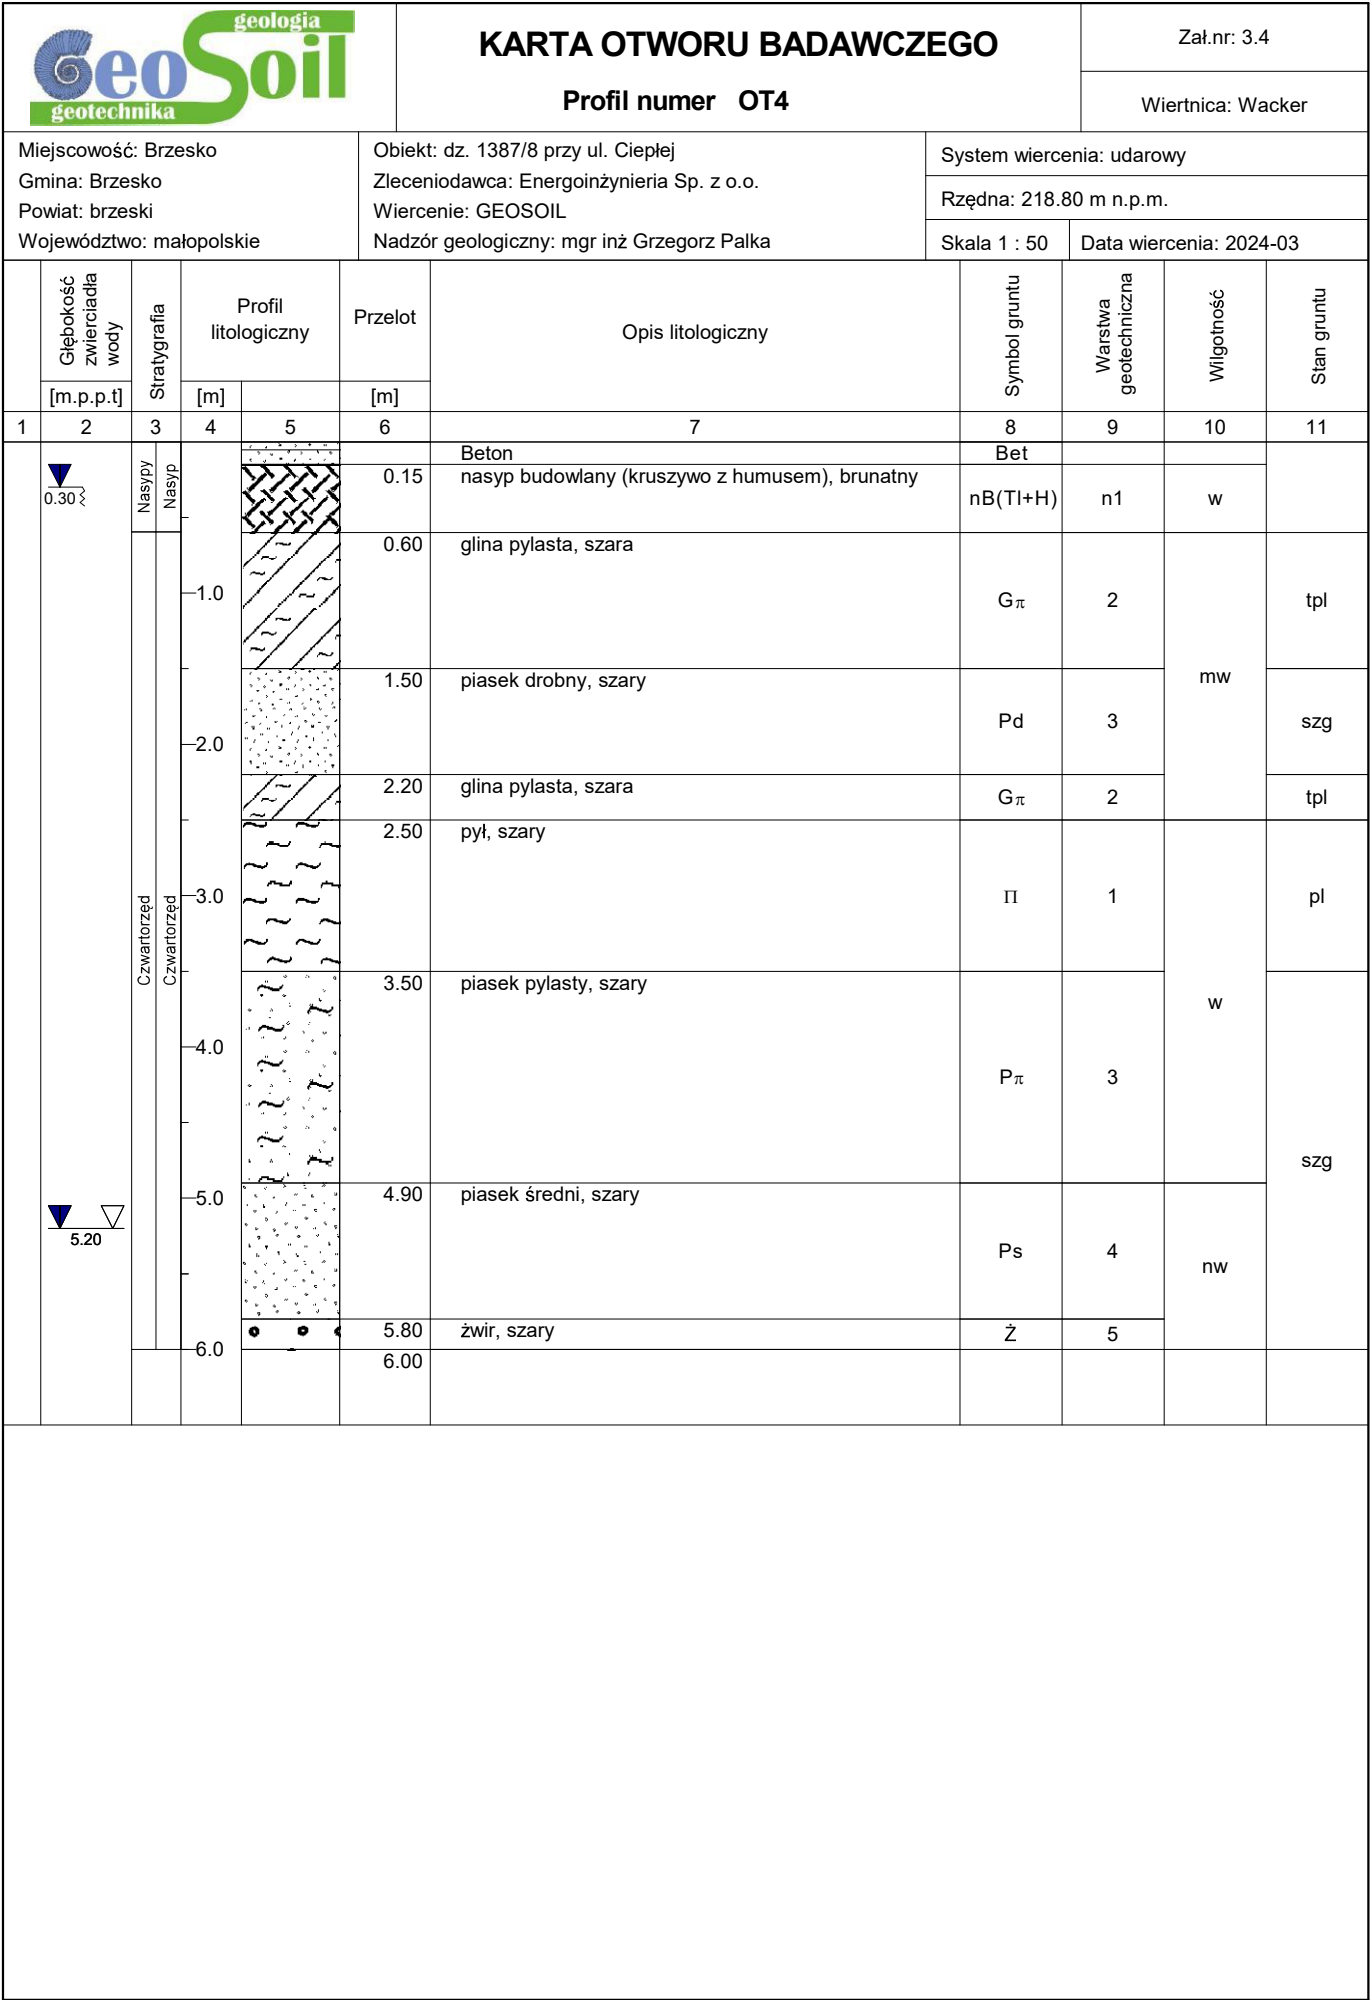 geologia
GeoSoil
geotechnika
KARTA OTWORU BADAWCZEGO
Profil numer OT4
Zał.nr: 3.4
Wiertnica: Wacker
Miejscowość: Brzesko
Gmina: Brzesko
Powiat: brzeski
Województwo: małopolskie
Obiekt: dz. 1387/8 przy ul. Ciepłej
Zleceniodawca: Energoinżynieria Sp. z o.o.
Wiercenie: GEOSOIL
Nadzór geologiczny: mgr inż Grzegorz Palka
System wiercenia: udarowy
Rzędna: 218.80 m n.p.m.
Skala 1 : 50 Data wiercenia: 2024-03
Głębokość
zwierciadła
wody
[m.p.p.t]
Stratygrafia
Profil
litologiczny
[m]
Przelot
[m]
Opis litologiczny
Symbol gruntu
Warstwa
geotechniczna
Wilgotność
Stan gruntu
1 2 3 4 5 6 7 8 9 10 11
Beton Bet
0.30
Nasypy
Nasyp
0.15 nasyp budowlany (kruszywo z humusem), brunatny
nB(Tł+H) n1 w
0.60 glina pylasta, szara
1.0
Gπ 2 tpl
1.50 piasek drobny, szary
mw
Pd 3 szg
2.0
2.20 glina pylasta, szara
Gπ 2 tpl
2.50 pył, szary
3.0
Π 1 pl
Czwartorzęd
Czwartorzęd
3.50 piasek pylasty, szary
w
4.0
Pπ 3
szg
4.90 piasek średni, szary
5.0
5.20
Ps 4
nw
5.80 żwir, szary
Ż 5
6.0
6.00